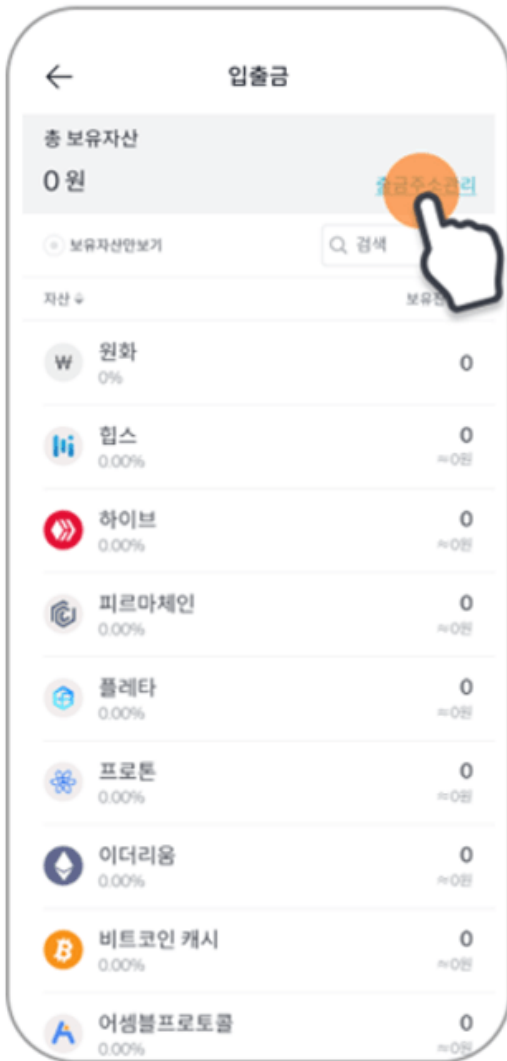 입출금
총 보유자산
0원
출금주소관리
보유자산만보기
검색
자산
보유
원화
0%
0
힙스
0.00%
0
≈0원
하이브
0.00%
0
≈0원
피르마체인
0.00%
0
≈0원
플레타
0.00%
0
≈0원
프로톤
0.00%
0
≈0원
이더리움
0.00%
0
≈0원
비트코인 캐시
0.00%
0
≈0원
어셈블프로토콜
0.00%
0
≈0원